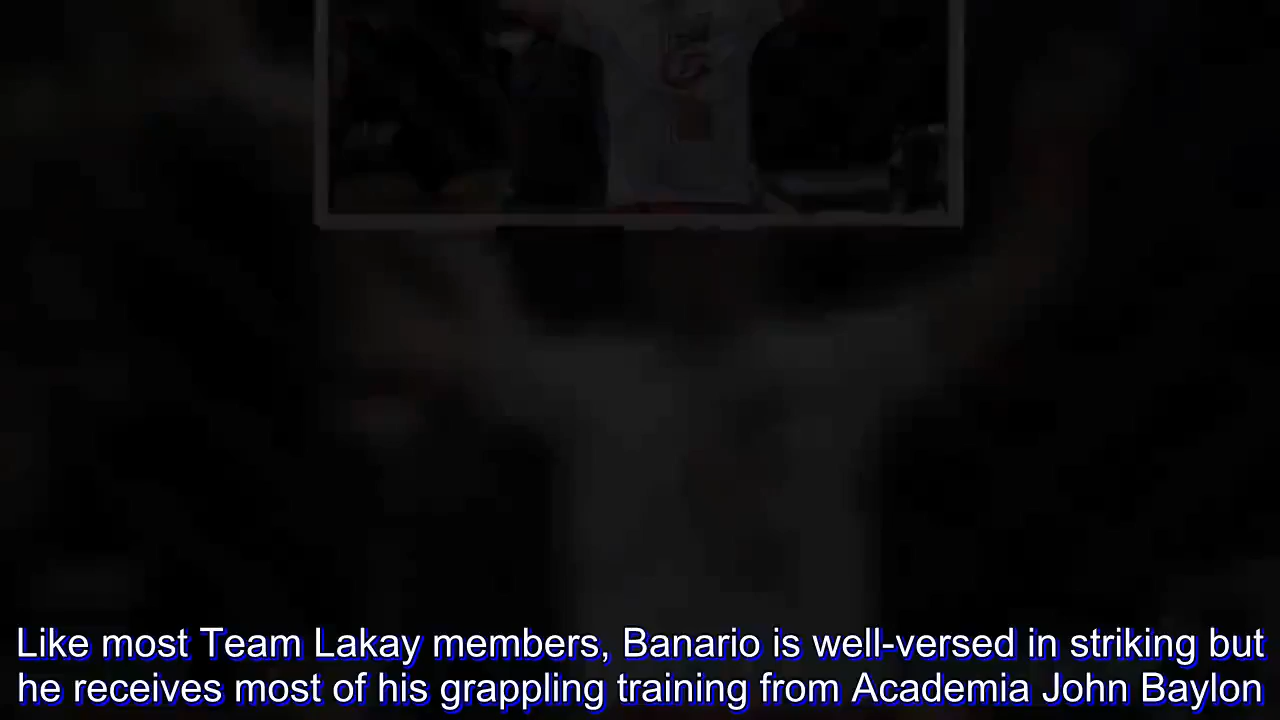 Like most Team Lakay members, Banario is well-versed in striking but
he receives most of his grappling training from Academia John Baylon